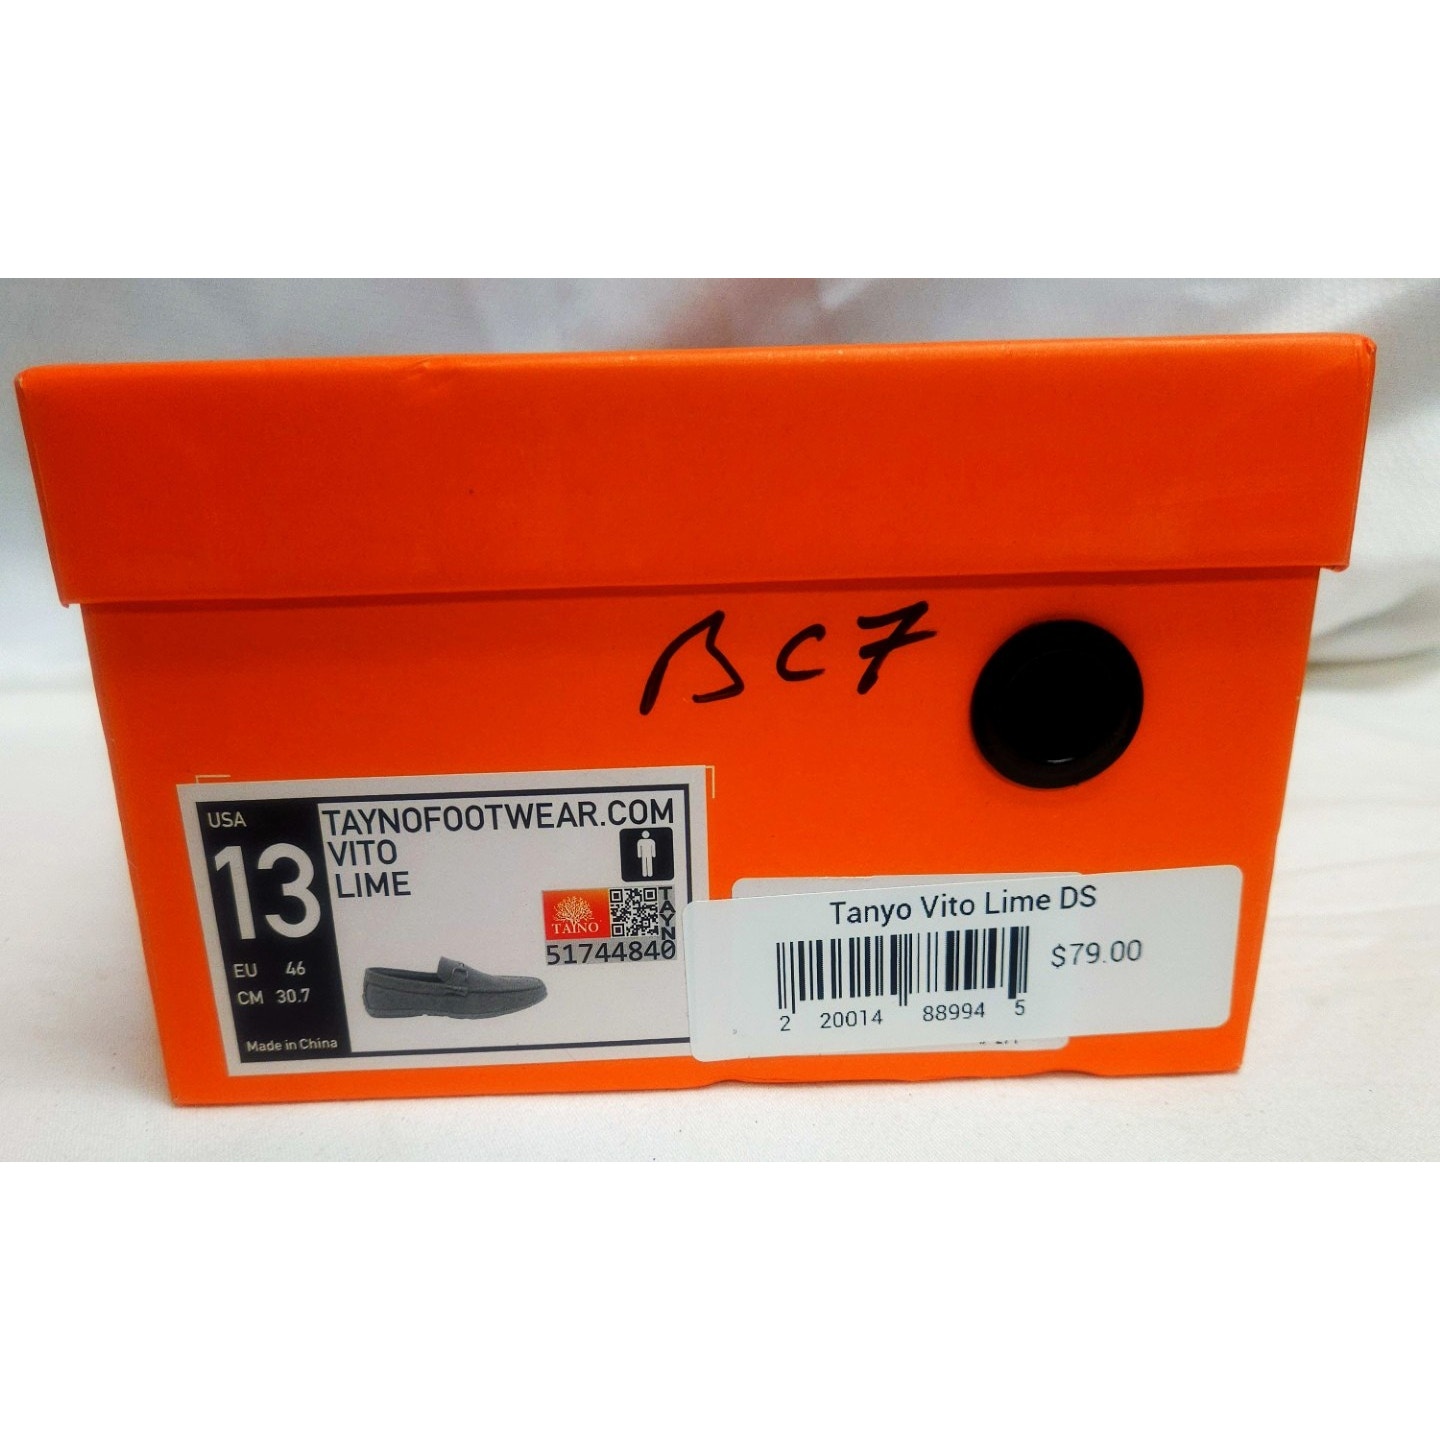 BC7
USA
13
EU 46
CM 30.7
Made in China
TAYNOFOOTWEAR.COM
VITO
LIME
TAINO
TAYN
51744840
Tanyo Vito Lime DS
$79.00
2 20014 88994 5